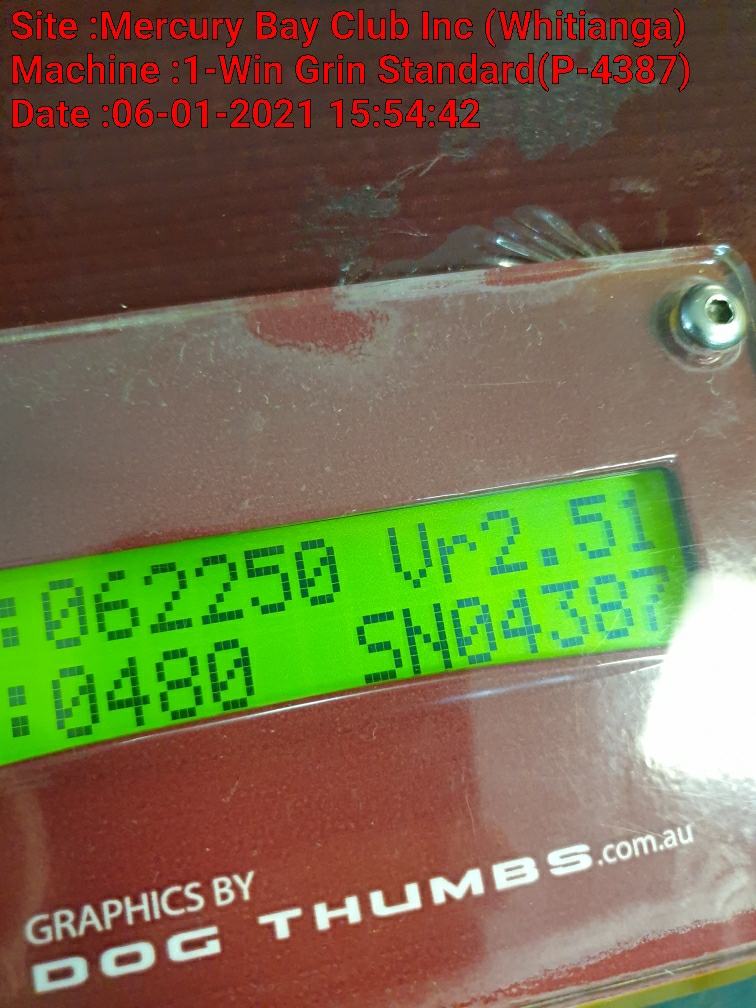 Site :Mercury Bay Club Inc (Whitianga)
Machine :1-Win Grin Standard(P-4387)
Date :06-01-2021 15:54:42
:062250 Vr2.51
:0480 SN04387
GRAPHICS BY
DOG THUMBS.com.au